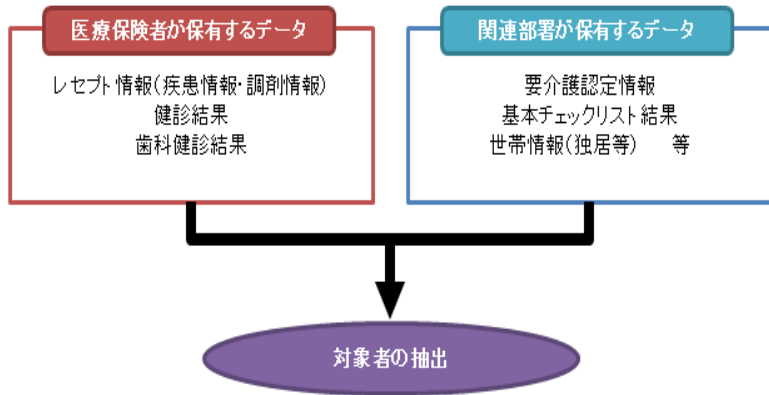 医療保険者が保有するデータ
レセプト情報(疾患情・調剤情報)
健診結果
歯科健診結果
関連部署が保有するデータ
要介護認定情報
基本チェックリスト結果
世帯情報(独居等)　等
対象者の抽出